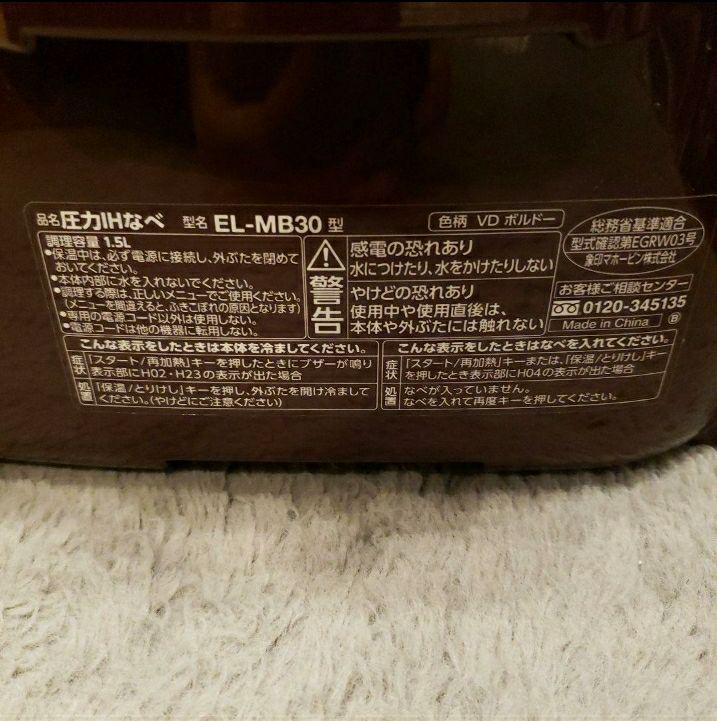 品名 圧力IHなべ 型名 EL-MB30 型 色柄 VD ボルドー
調理容量 1.5L
•保温中は、必ず電源に接続し、外ぶたを閉めて
おいてください。
•本体内部に水を入れないでください。
•調理する際は、正しいメニューでご使用ください。
(メニューを間違えると、ふきこぼれの原因となります)
•専用の電源コード以外は使用しない。
•電源コードは他の機器に転用しない。
警告
感電の恐れあり
水につけたり、水をかけたりしない
やけどの恐れあり
使用中や使用直後は、
本体や外ぶたには触れない
総務省基準適合
型式確認第EGRW03号
象印マホービン株式会社
お客様ご相談センター
0120-345135
Made in China Ⓑ
こんな表示をしたときは本体を冷ましてください。
症状 「スタート/再加熱」キーを押したときにブザーが鳴り
表示部にH02・H23の表示が出た場合
処置 「保温/とりけし」キーを押し、外ぶたを開け冷まして
ください。(やけどにご注意ください)
こんな表示をしたときはなべを入れてください。
症状 「スタート/再加熱」キーまたは、「保温/とりけし」キー
を押したとき表示部にH04の表示が出た場合
処置 なべが入っていません。
なべを入れて再度キーを押してください。